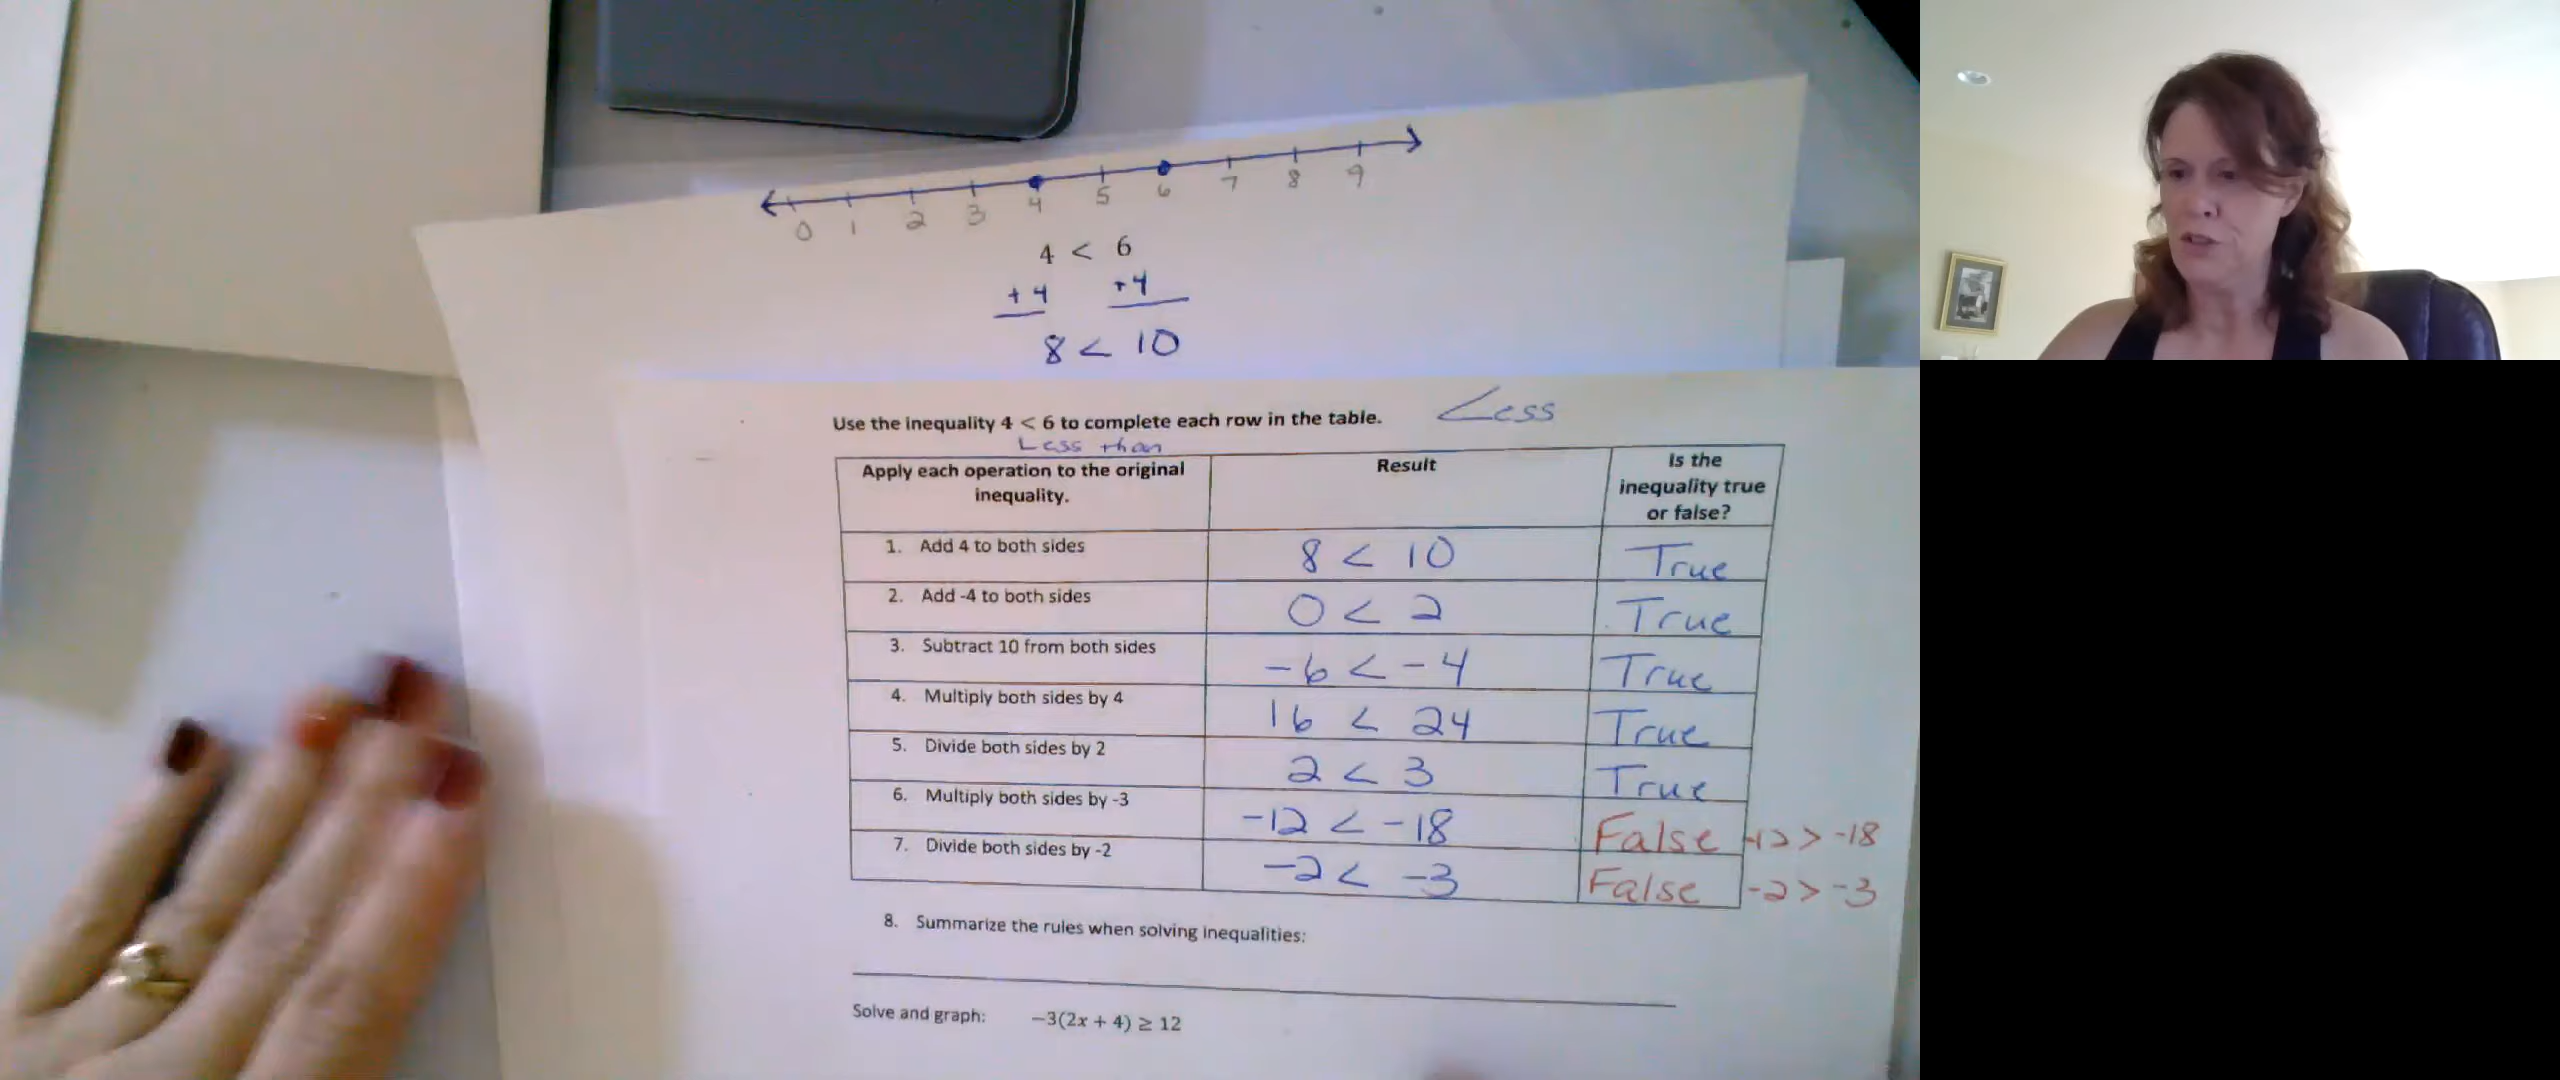 0 1 2 3 4 5 6 7 8 9
4 < 6
+ 4 + 4
8 < 10
Use the inequality 4 < 6 to complete each row in the table.
<ess
Less than
Apply each operation to the original inequality.
Result
Is the inequality true or false?
1. Add 4 to both sides
8 < 10
True
2. Add -4 to both sides
0 < 2
True
3. Subtract 10 from both sides
-6 < -4
True
4. Multiply both sides by 4
16 < 24
True
5. Divide both sides by 2
2 < 3
True
6. Multiply both sides by -3
-12 < -18
False -12 > -18
7. Divide both sides by -2
-2 < -3
False -2 > -3
8. Summarize the rules when solving inequalities:
Solve and graph: −3(2x + 4) ≥ 12